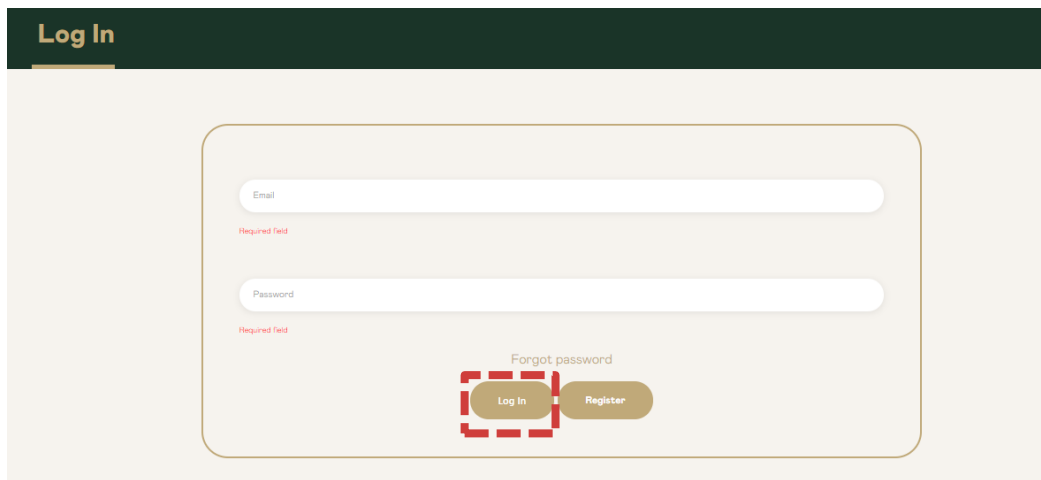 Log In
Email
Required field
Password
Required field
Forgot password
Log In Register